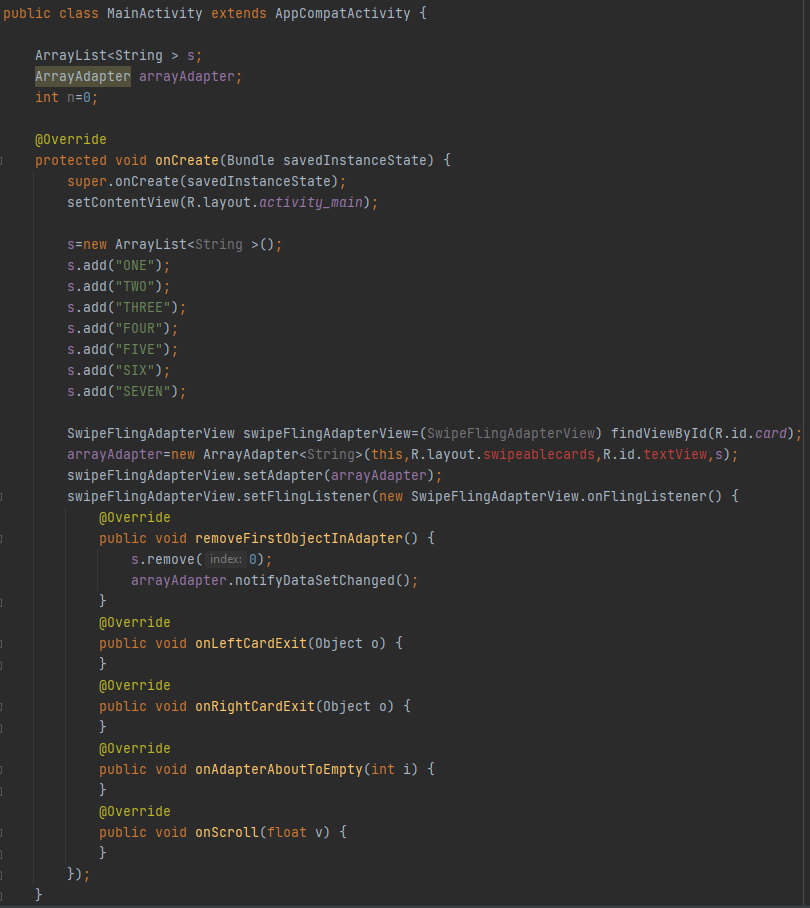 public class MainActivity extends AppCompatActivity {
ArrayList<String > s;
ArrayAdapter arrayAdapter;
int n=0;
@Override
protected void onCreate(Bundle savedInstanceState) {
super.onCreate(savedInstanceState);
setContentView(R.layout.activity_main);
s=new ArrayList<String >();
s.add("ONE");
s.add("TWO");
s.add("THREE");
s.add("FOUR");
s.add("FIVE");
s.add("SIX");
s.add("SEVEN");
SwipeFlingAdapterView swipeFlingAdapterView=(SwipeFlingAdapterView) findViewById(R.id.card);
arrayAdapter=new ArrayAdapter<String>(this,R.layout.swipeablecards,R.id.textView,s);
swipeFlingAdapterView.setAdapter(arrayAdapter);
swipeFlingAdapterView.setFlingListener(new SwipeFlingAdapterView.onFlingListener() {
@Override
public void removeFirstObjectInAdapter() {
s.remove( index: 0);
arrayAdapter.notifyDataSetChanged();
}
@Override
public void onLeftCardExit(Object o) {
}
@Override
public void onRightCardExit(Object o) {
}
@Override
public void onAdapterAboutToEmpty(int i) {
}
@Override
public void onScroll(float v) {
}
});
}